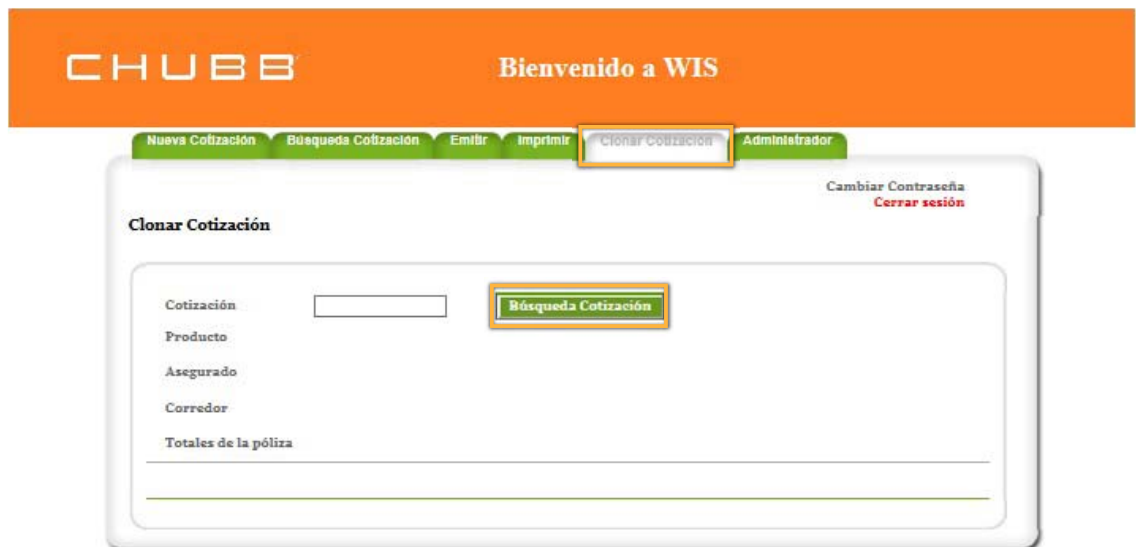 CHUBB
Bienvenido a WIS
Nueva Cotización Búsqueda Cotización Emitir Imprimir Clonar Cotización Administrador
Cambiar Contraseña
Cerrar sesión
Clonar Cotización
Cotización Búsqueda Cotización
Producto
Asegurado
Corredor
Totales de la póliza